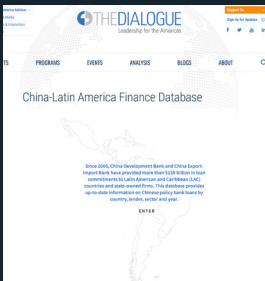 Support Us
THEDIALOGUE
Sign Up for Updates
Leadership for the Americas
TS PROGRAMS EVENTS ANALYSIS BLOGS ABOUT
China-Latin America Finance Database
Since 2005, China Development Bank and China Export-
Import Bank have provided more than $150 billion in loan
commitments to Latin American and Caribbean (LAC)
countries and state-owned firms. This database provides
up-to-date information on Chinese policy bank loans by
country, lender, sector and year.
ENTER